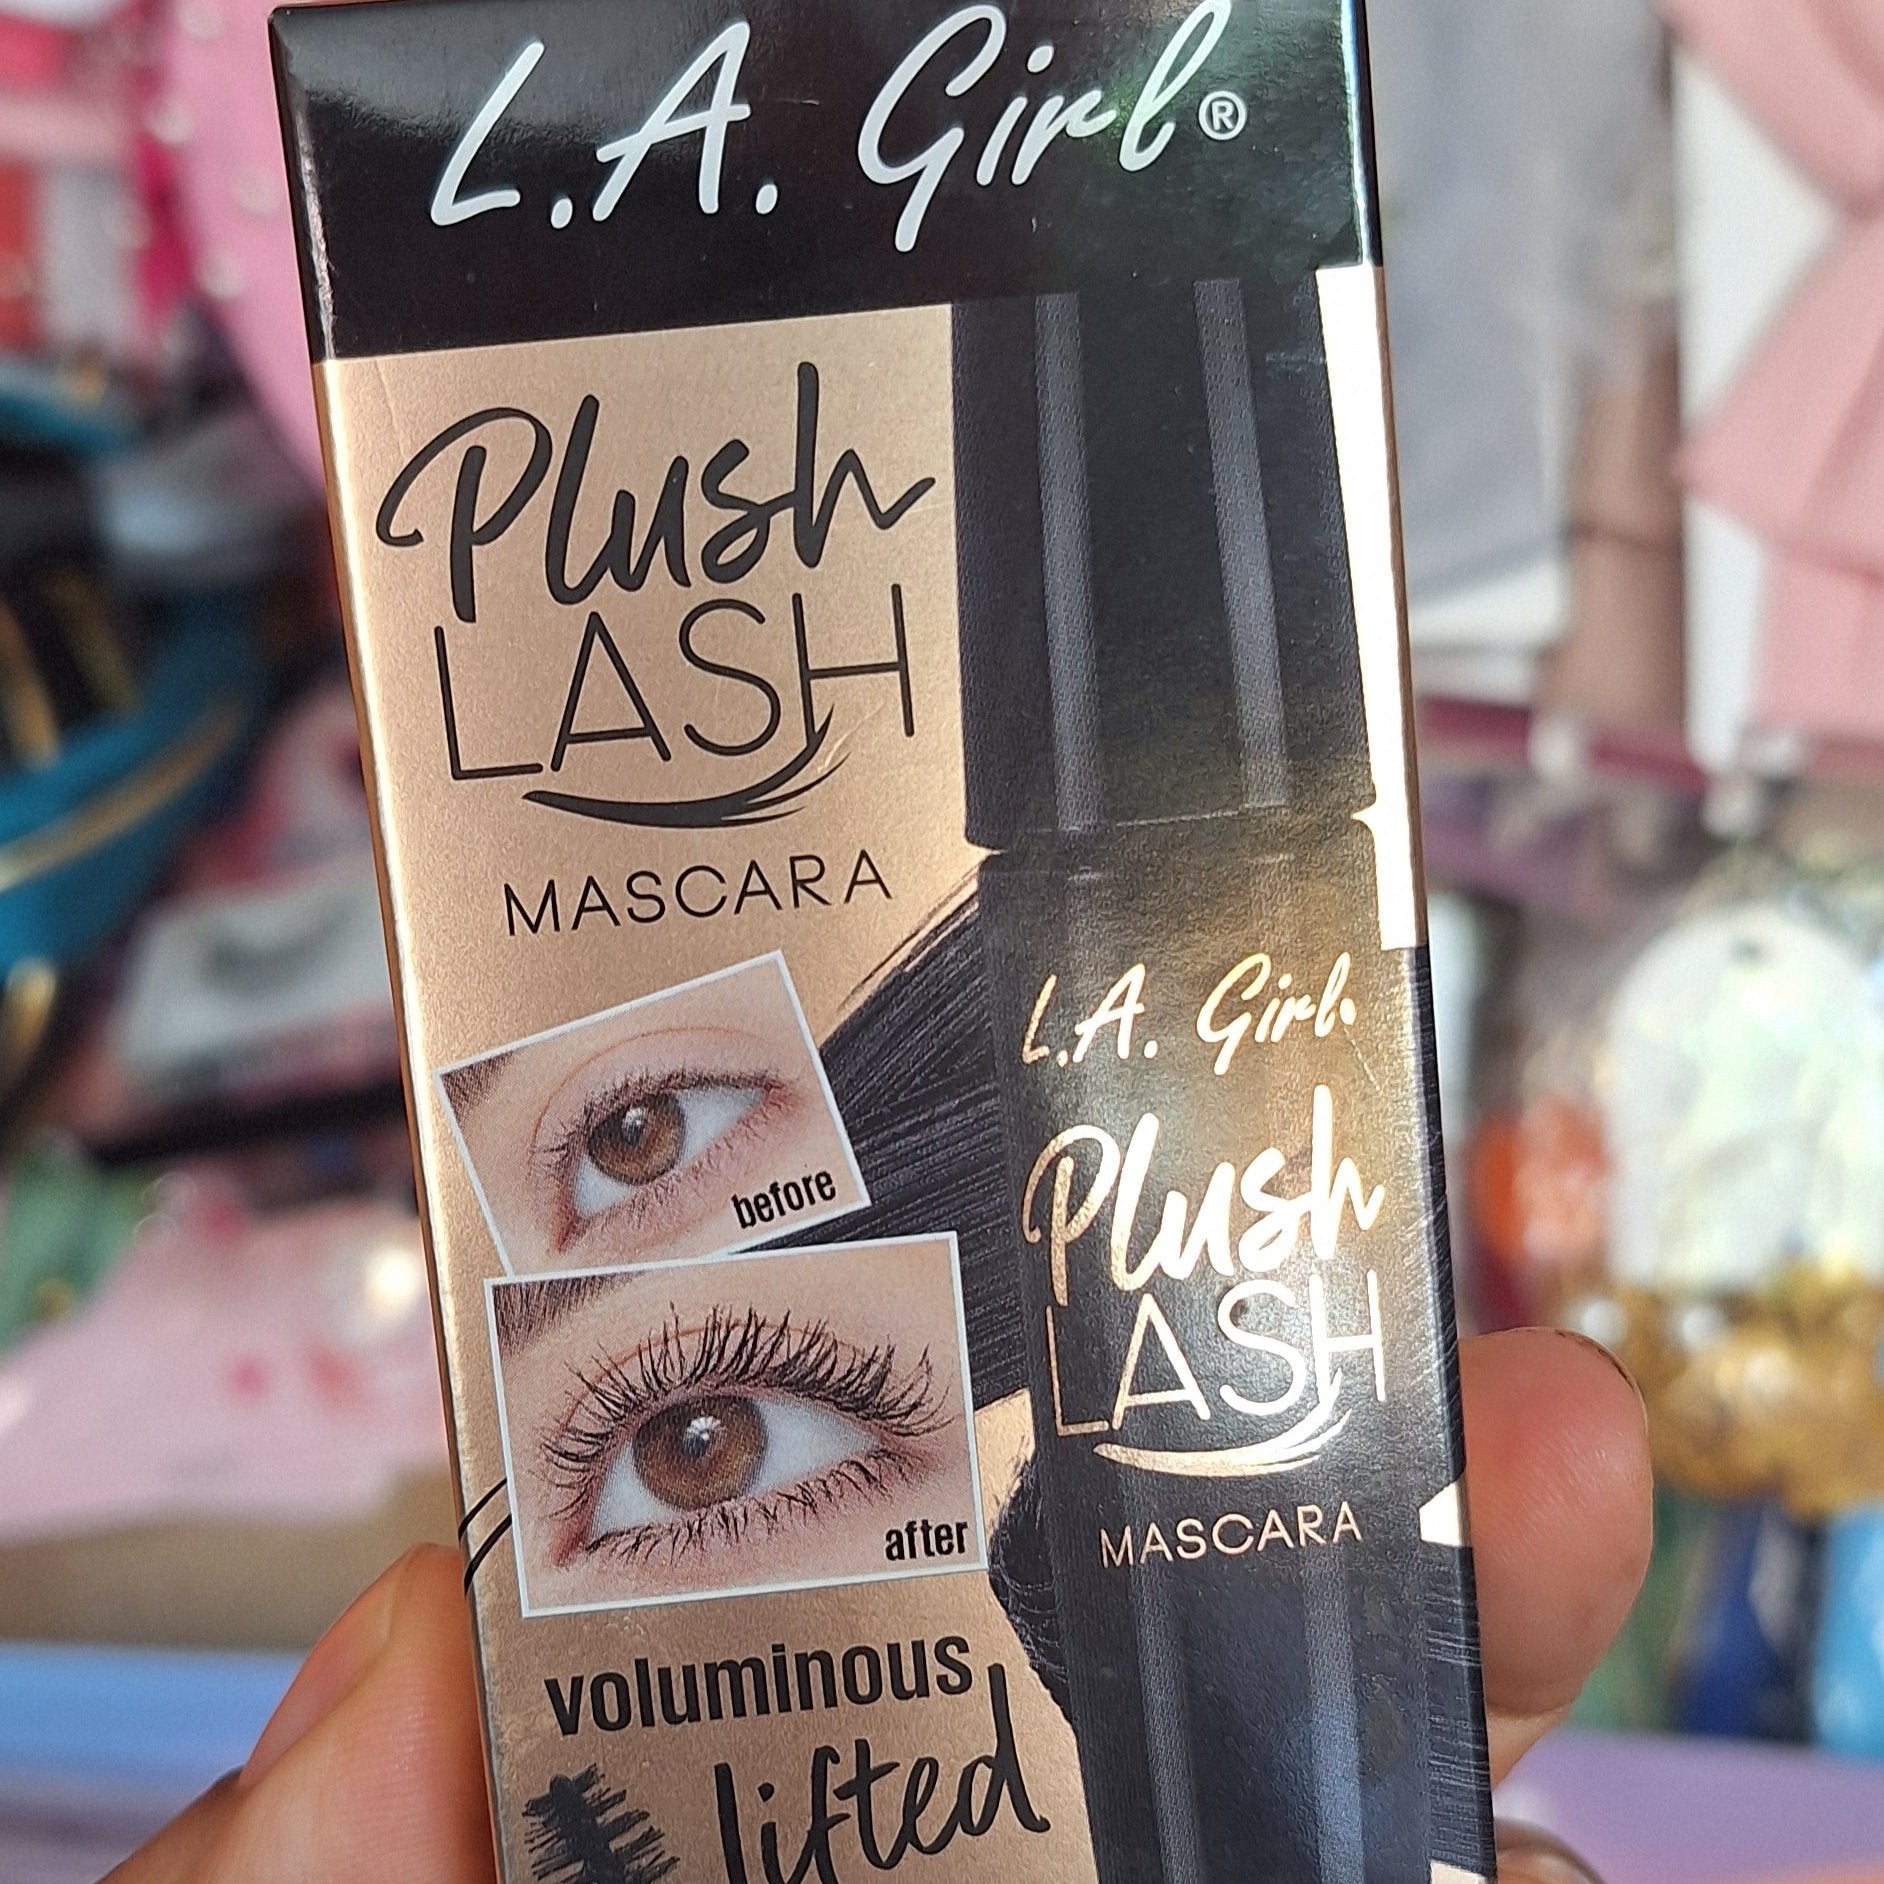 L.A. Girl®
Plush
LASH
MASCARA
before
after
voluminous
lifted
L.A. Girl.
Plush
LASH
MASCARA